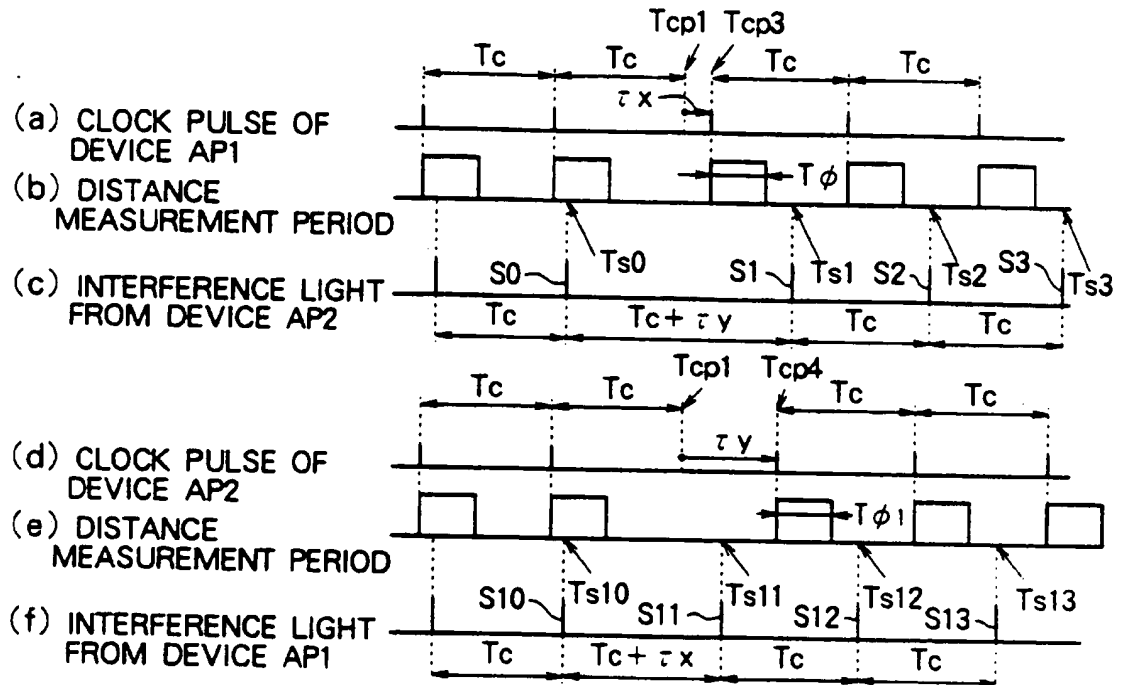 Tcp1 Tcp3
Tc Tc Tc Tc
τx
(a) CLOCK PULSE OF
DEVICE AP1
(b) DISTANCE
MEASUREMENT PERIOD
Tϕ
S0 Ts0 S1 Ts1 S2 Ts2 S3 Ts3
(c) INTERFERENCE LIGHT
FROM DEVICE AP2
Tc Tc+τy Tc Tc
Tcp1 Tcp4
Tc Tc Tc Tc
τy
(d) CLOCK PULSE OF
DEVICE AP2
(e) DISTANCE
MEASUREMENT PERIOD
Tϕ1
S10 Ts10 S11 Ts11 S12 Ts12 S13 Ts13
(f) INTERFERENCE LIGHT
FROM DEVICE AP1
Tc Tc+τx Tc Tc